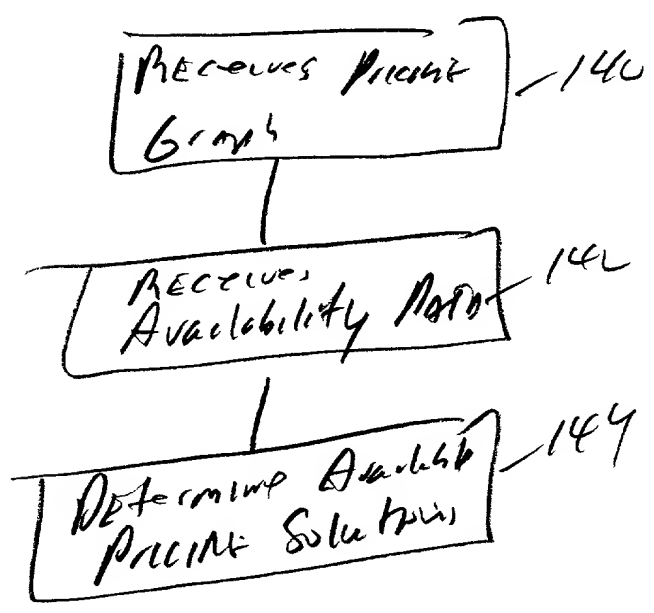 Receives Pricing 140
Graph
Receives 142
Availability Data
Determine Available 144
Pricing Solutions